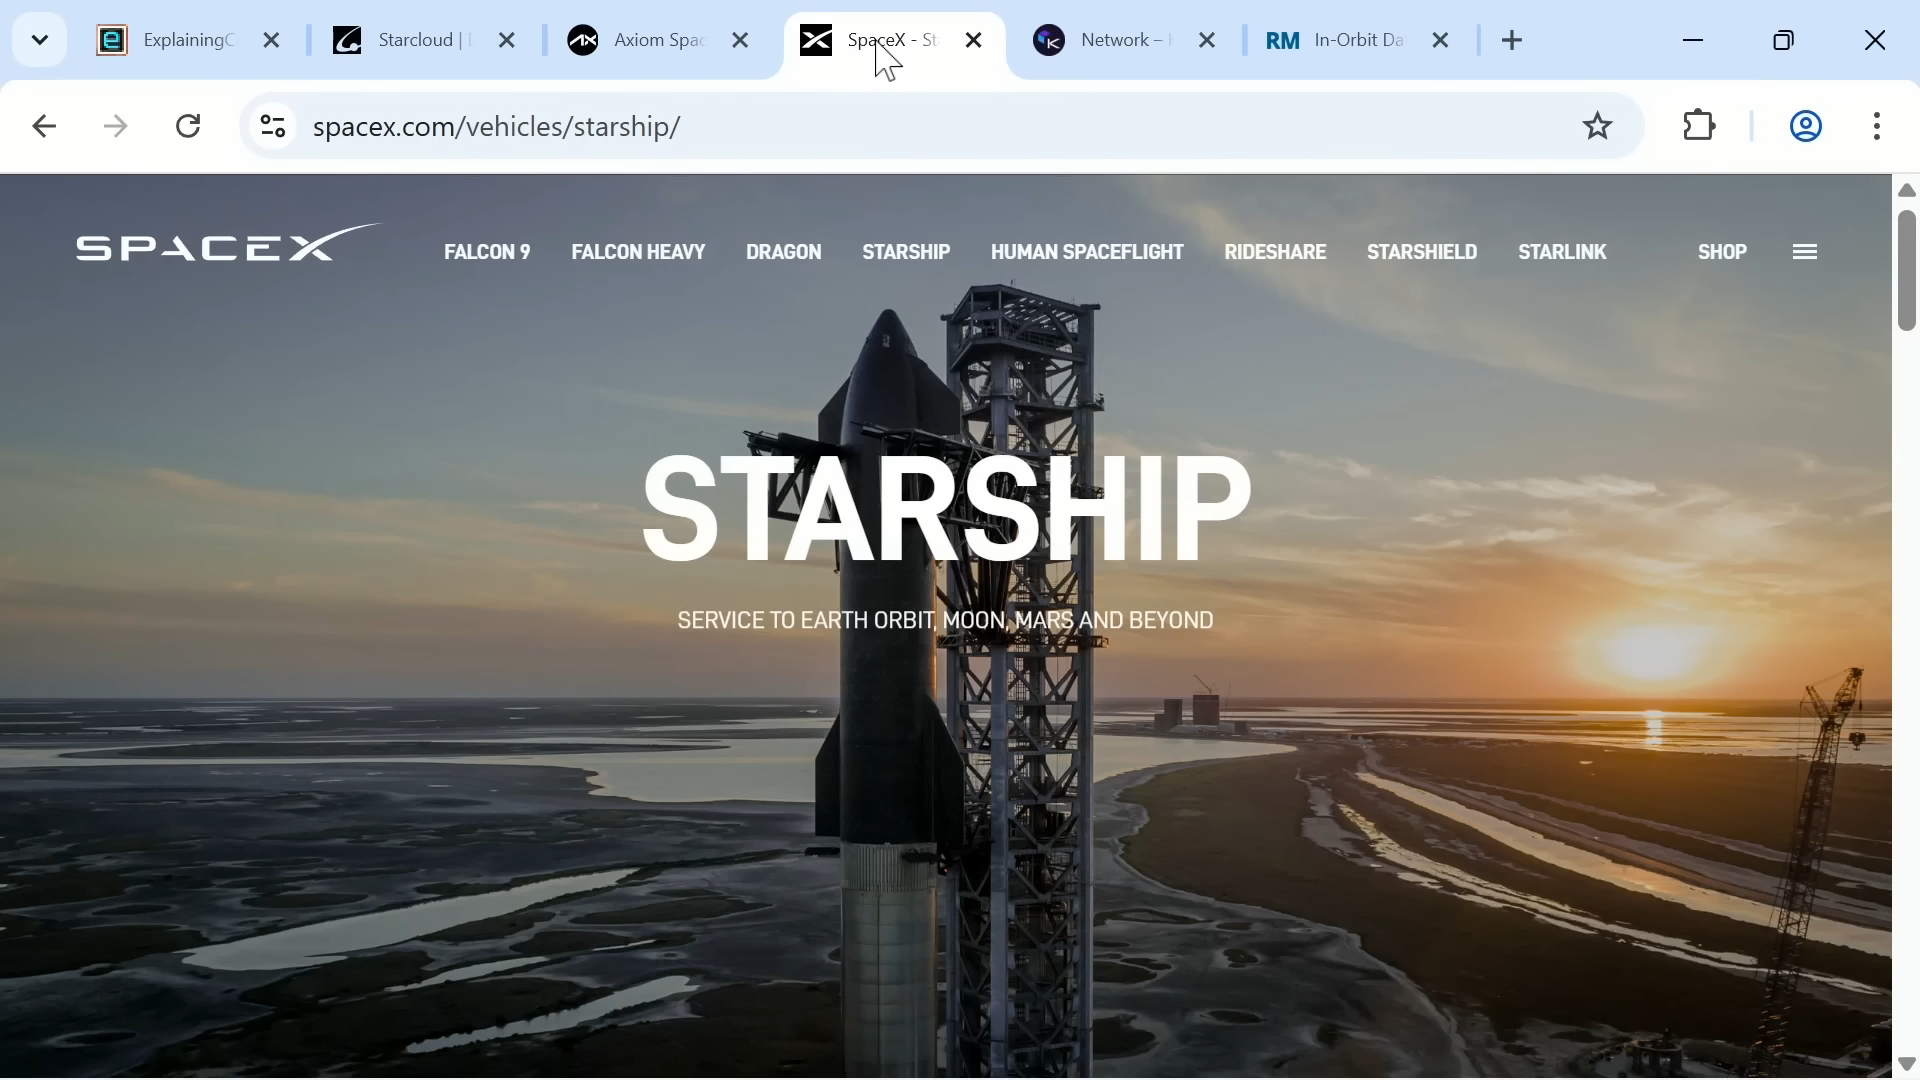 ExplainingC
Starcloud |
Axiom Spac
SpaceX - St
Network –
In-Orbit Da
spacex.com/vehicles/starship/
SPACEX
FALCON 9
FALCON HEAVY
DRAGON
STARSHIP
HUMAN SPACEFLIGHT
RIDESHARE
STARSHIELD
STARLINK
SHOP
STARSHIP
SERVICE TO EARTH ORBIT, MOON, MARS AND BEYOND